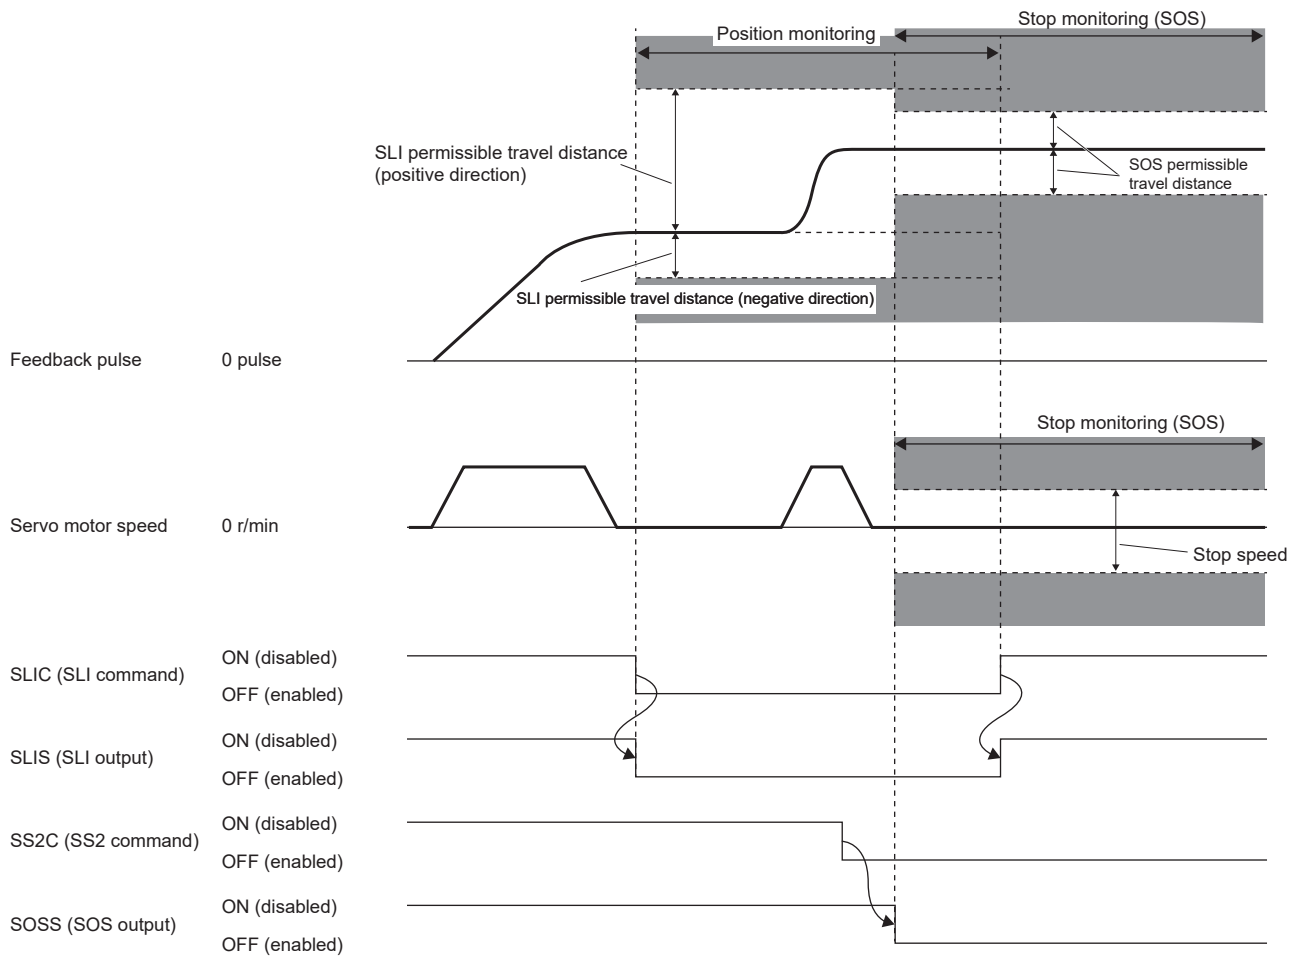 Stop monitoring (SOS)
Position monitoring
SLI permissible travel distance
(positive direction)
SOS permissible
travel distance
SLI permissible travel distance (negative direction)
Feedback pulse 0 pulse
Stop monitoring (SOS)
Servo motor speed 0 r/min
Stop speed
ON (disabled)
SLIC (SLI command)
OFF (enabled)
ON (disabled)
SLIS (SLI output)
OFF (enabled)
ON (disabled)
SS2C (SS2 command)
OFF (enabled)
ON (disabled)
SOSS (SOS output)
OFF (enabled)